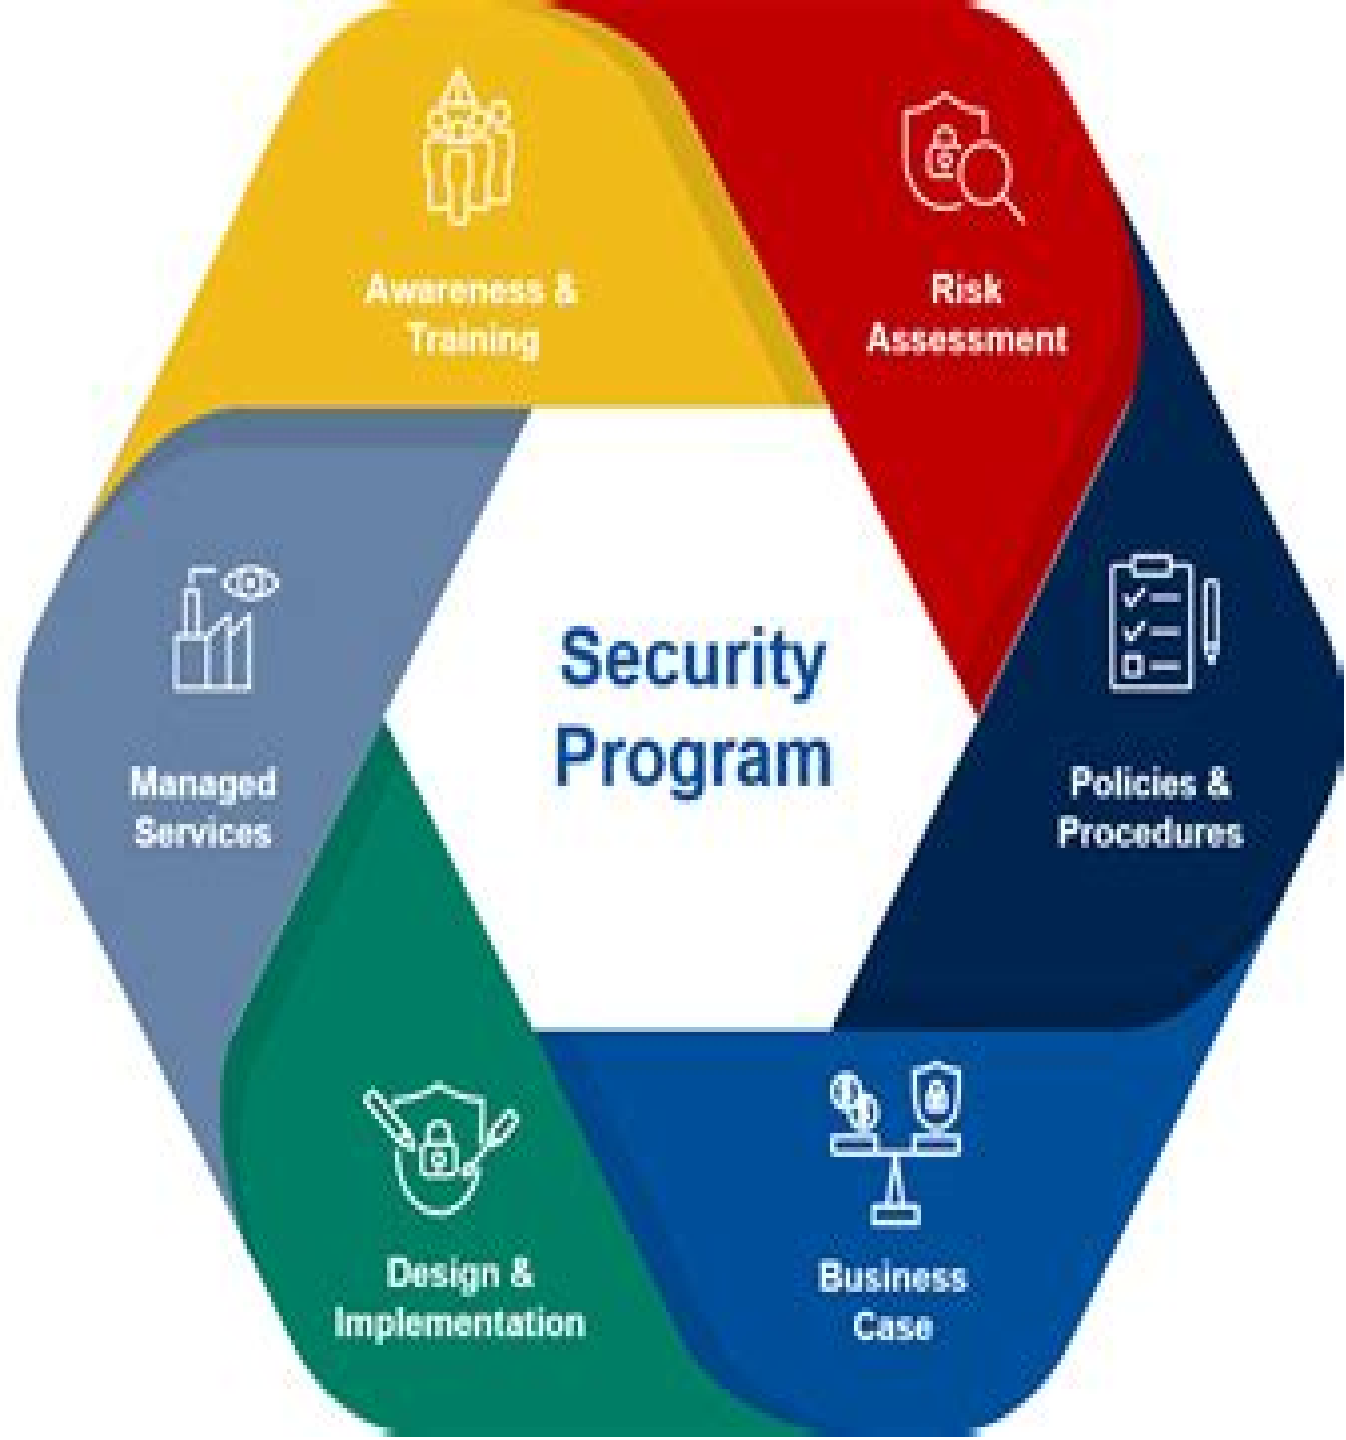 Awareness &
Training
Risk
Assessment
Policies &
Procedures
Business
Case
Design &
Implementation
Managed
Services
Security
Program